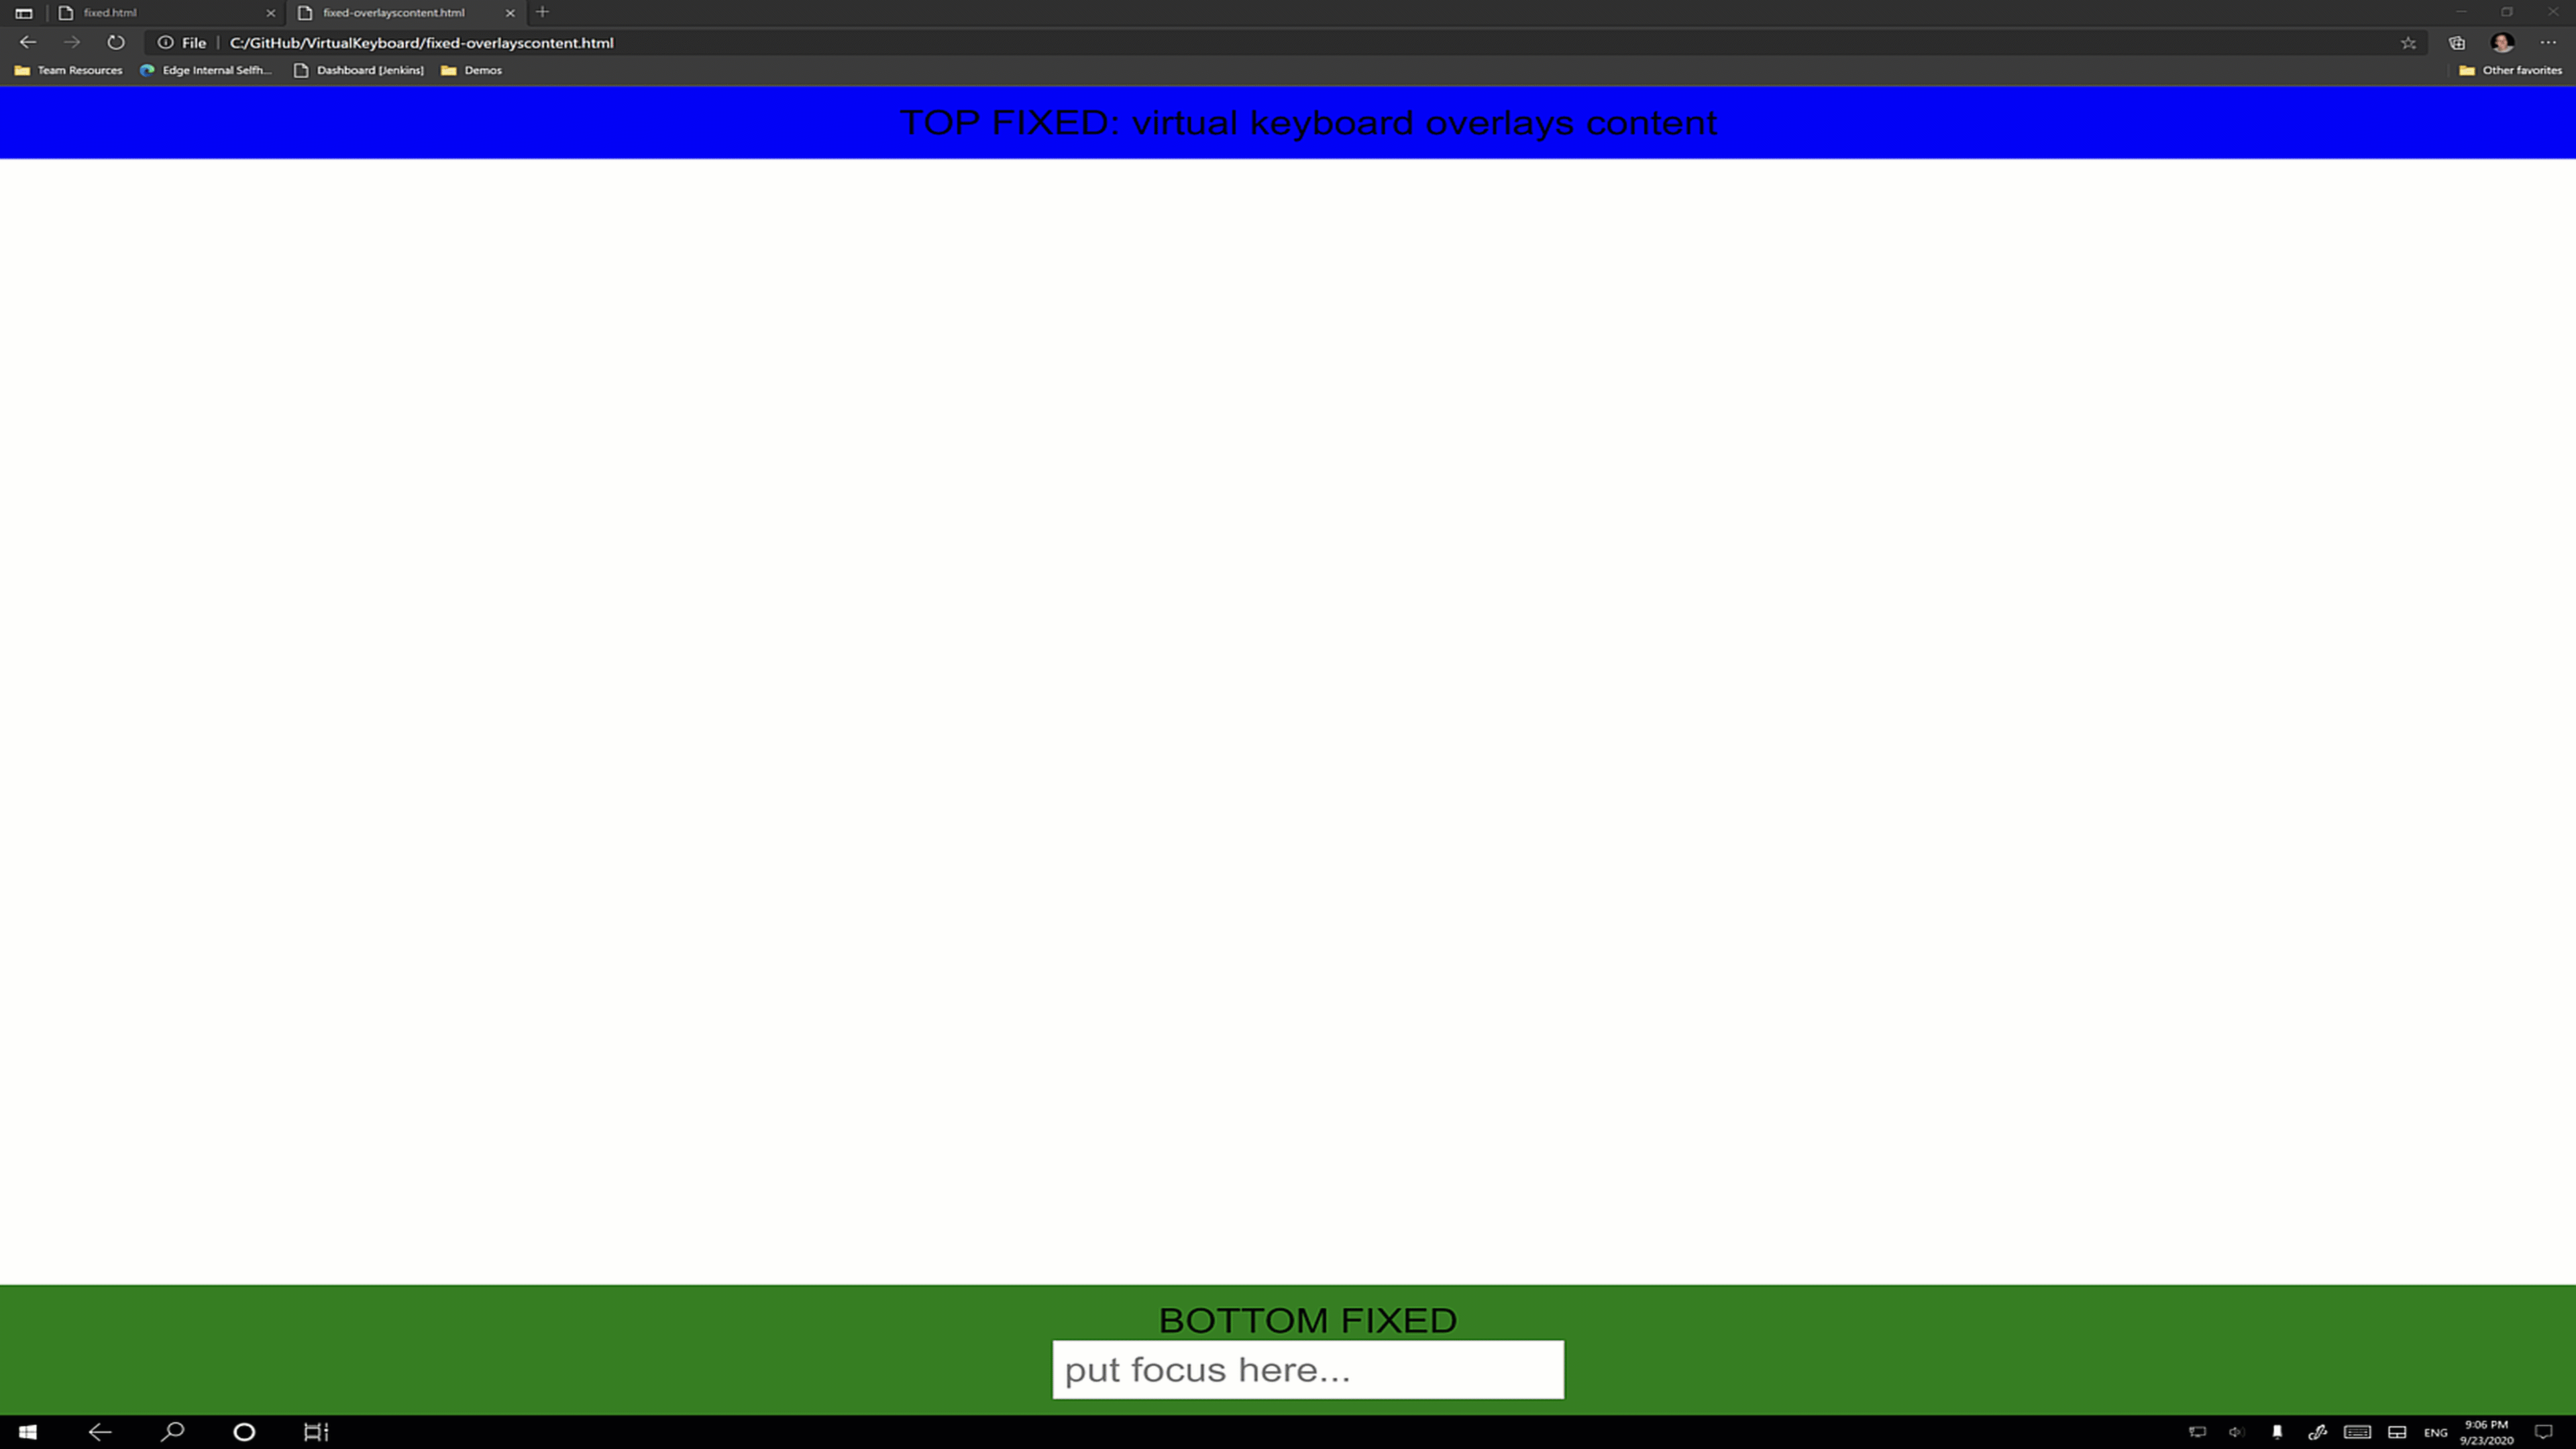 fixed.html
fixed-overlayscontent.html
File
C:/GitHub/VirtualKeyboard/fixed-overlayscontent.html
Team Resources
Edge Internal Selfh...
Dashboard [Jenkins]
Demos
Other favorites
TOP FIXED: virtual keyboard overlays content
BOTTOM FIXED
put focus here...
ENG
9:06 PM
9/23/2020